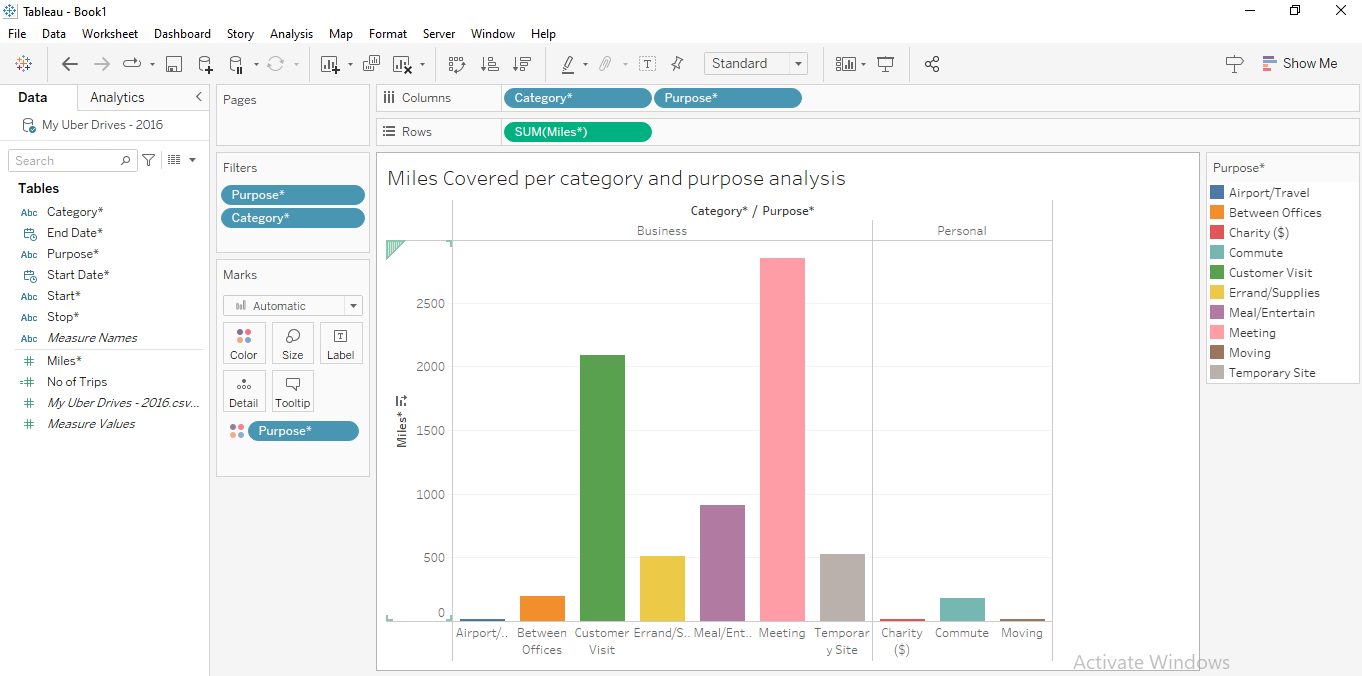 Tableau - Book1
File Data Worksheet Dashboard Story Analysis Map Format Server Window Help
Standard
Show Me
Data Analytics
My Uber Drives - 2016
Search
Tables
Abc Category*
End Date*
Abc Purpose*
Start Date*
Abc Start*
Abc Stop*
Abc Measure Names
# Miles*
=# No of Trips
# My Uber Drives - 2016.csv...
# Measure Values
Pages
Filters
Purpose*
Category*
Marks
Automatic
Color Size Label
Detail Tooltip
Purpose*
Columns Category* Purpose*
Rows SUM(Miles*)
Miles Covered per category and purpose analysis
Category* / Purpose*
Business Personal
Miles*
2500
2000
1500
1000
500
0
Airport/.. Between Offices Customer Visit Errand/S.. Meal/Ent.. Meeting Temporary Site Charity ($) Commute Moving
Purpose*
Airport/Travel
Between Offices
Charity ($)
Commute
Customer Visit
Errand/Supplies
Meal/Entertain
Meeting
Moving
Temporary Site
Activate Windows